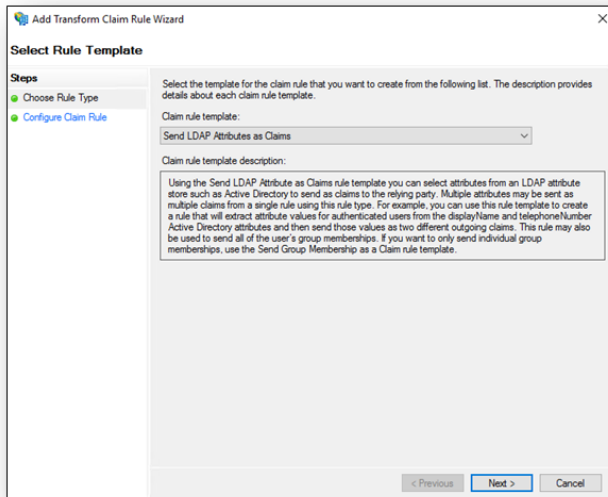 Add Transform Claim Rule Wizard
Select Rule Template
Steps
Choose Rule Type
Configure Claim Rule
Select the template for the claim rule that you want to create from the following list. The description provides
details about each claim rule template.
Claim rule template:
Send LDAP Attributes as Claims
Claim rule template description:
Using the Send LDAP Attribute as Claims rule template you can select attributes from an LDAP attribute
store such as Active Directory to send as claims to the relying party. Multiple attributes may be sent as
multiple claims from a single rule using this rule type. For example, you can use this rule template to create
a rule that will extract attribute values for authenticated users from the displayName and telephoneNumber
Active Directory attributes and then send those values as two different outgoing claims. This rule may also
be used to send all of the user's group memberships. If you want to only send individual group
memberships, use the Send Group Membership as a Claim rule template.
< Previous
Next >
Cancel